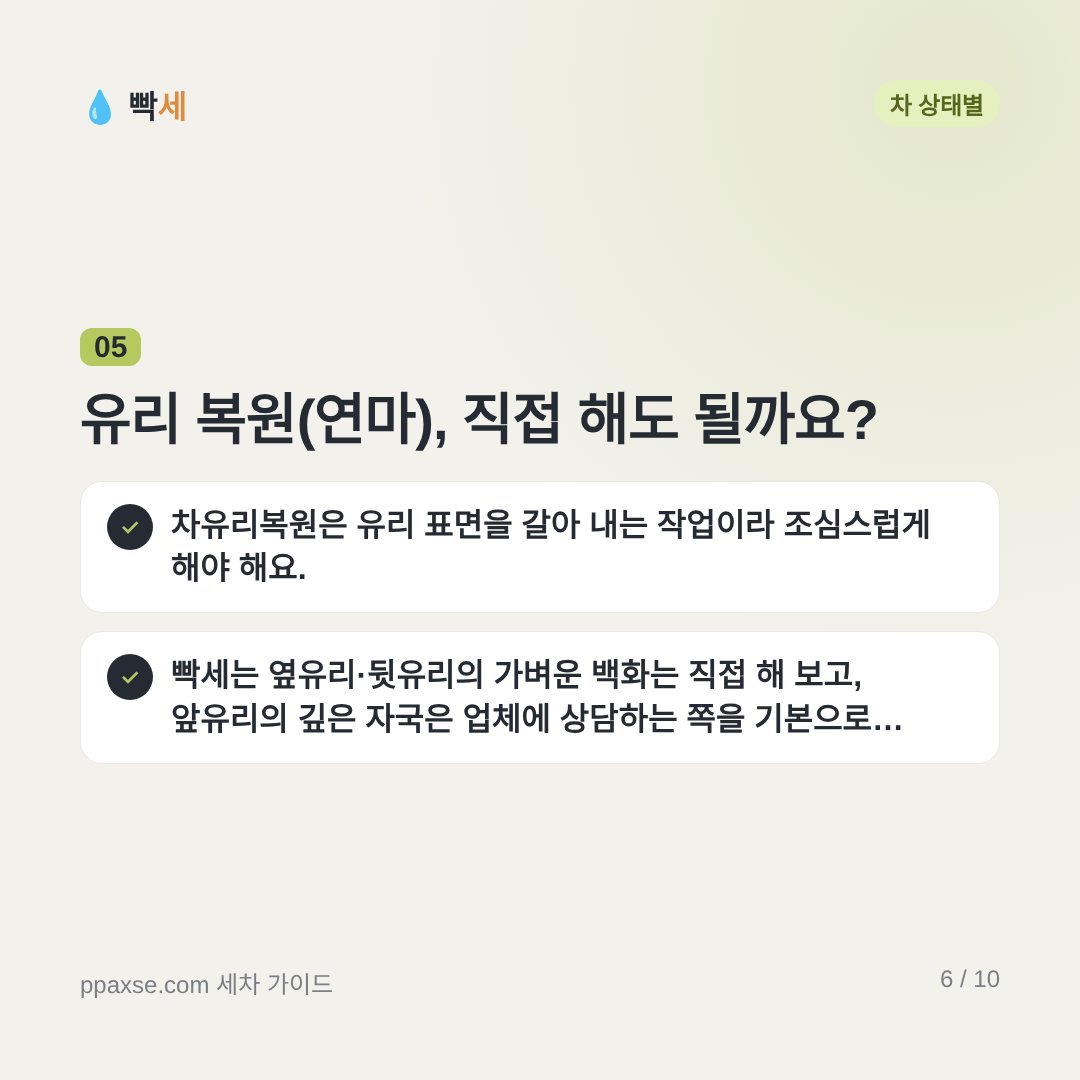 빡세
차 상태별
05
유리 복원(연마), 직접 해도 될까요?
차유리복원은 유리 표면을 갈아 내는 작업이라 조심스럽게
해야 해요.
빡세는 옆유리·뒷유리의 가벼운 백화는 직접 해 보고,
앞유리의 깊은 자국은 업체에 상담하는 쪽을 기본으로…
ppaxse.com 세차 가이드
6 / 10